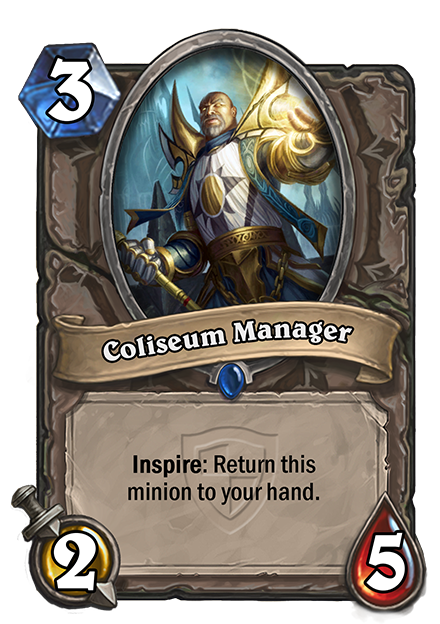 3
Coliseum Manager
Inspire: Return this
minion to your hand.
2
5